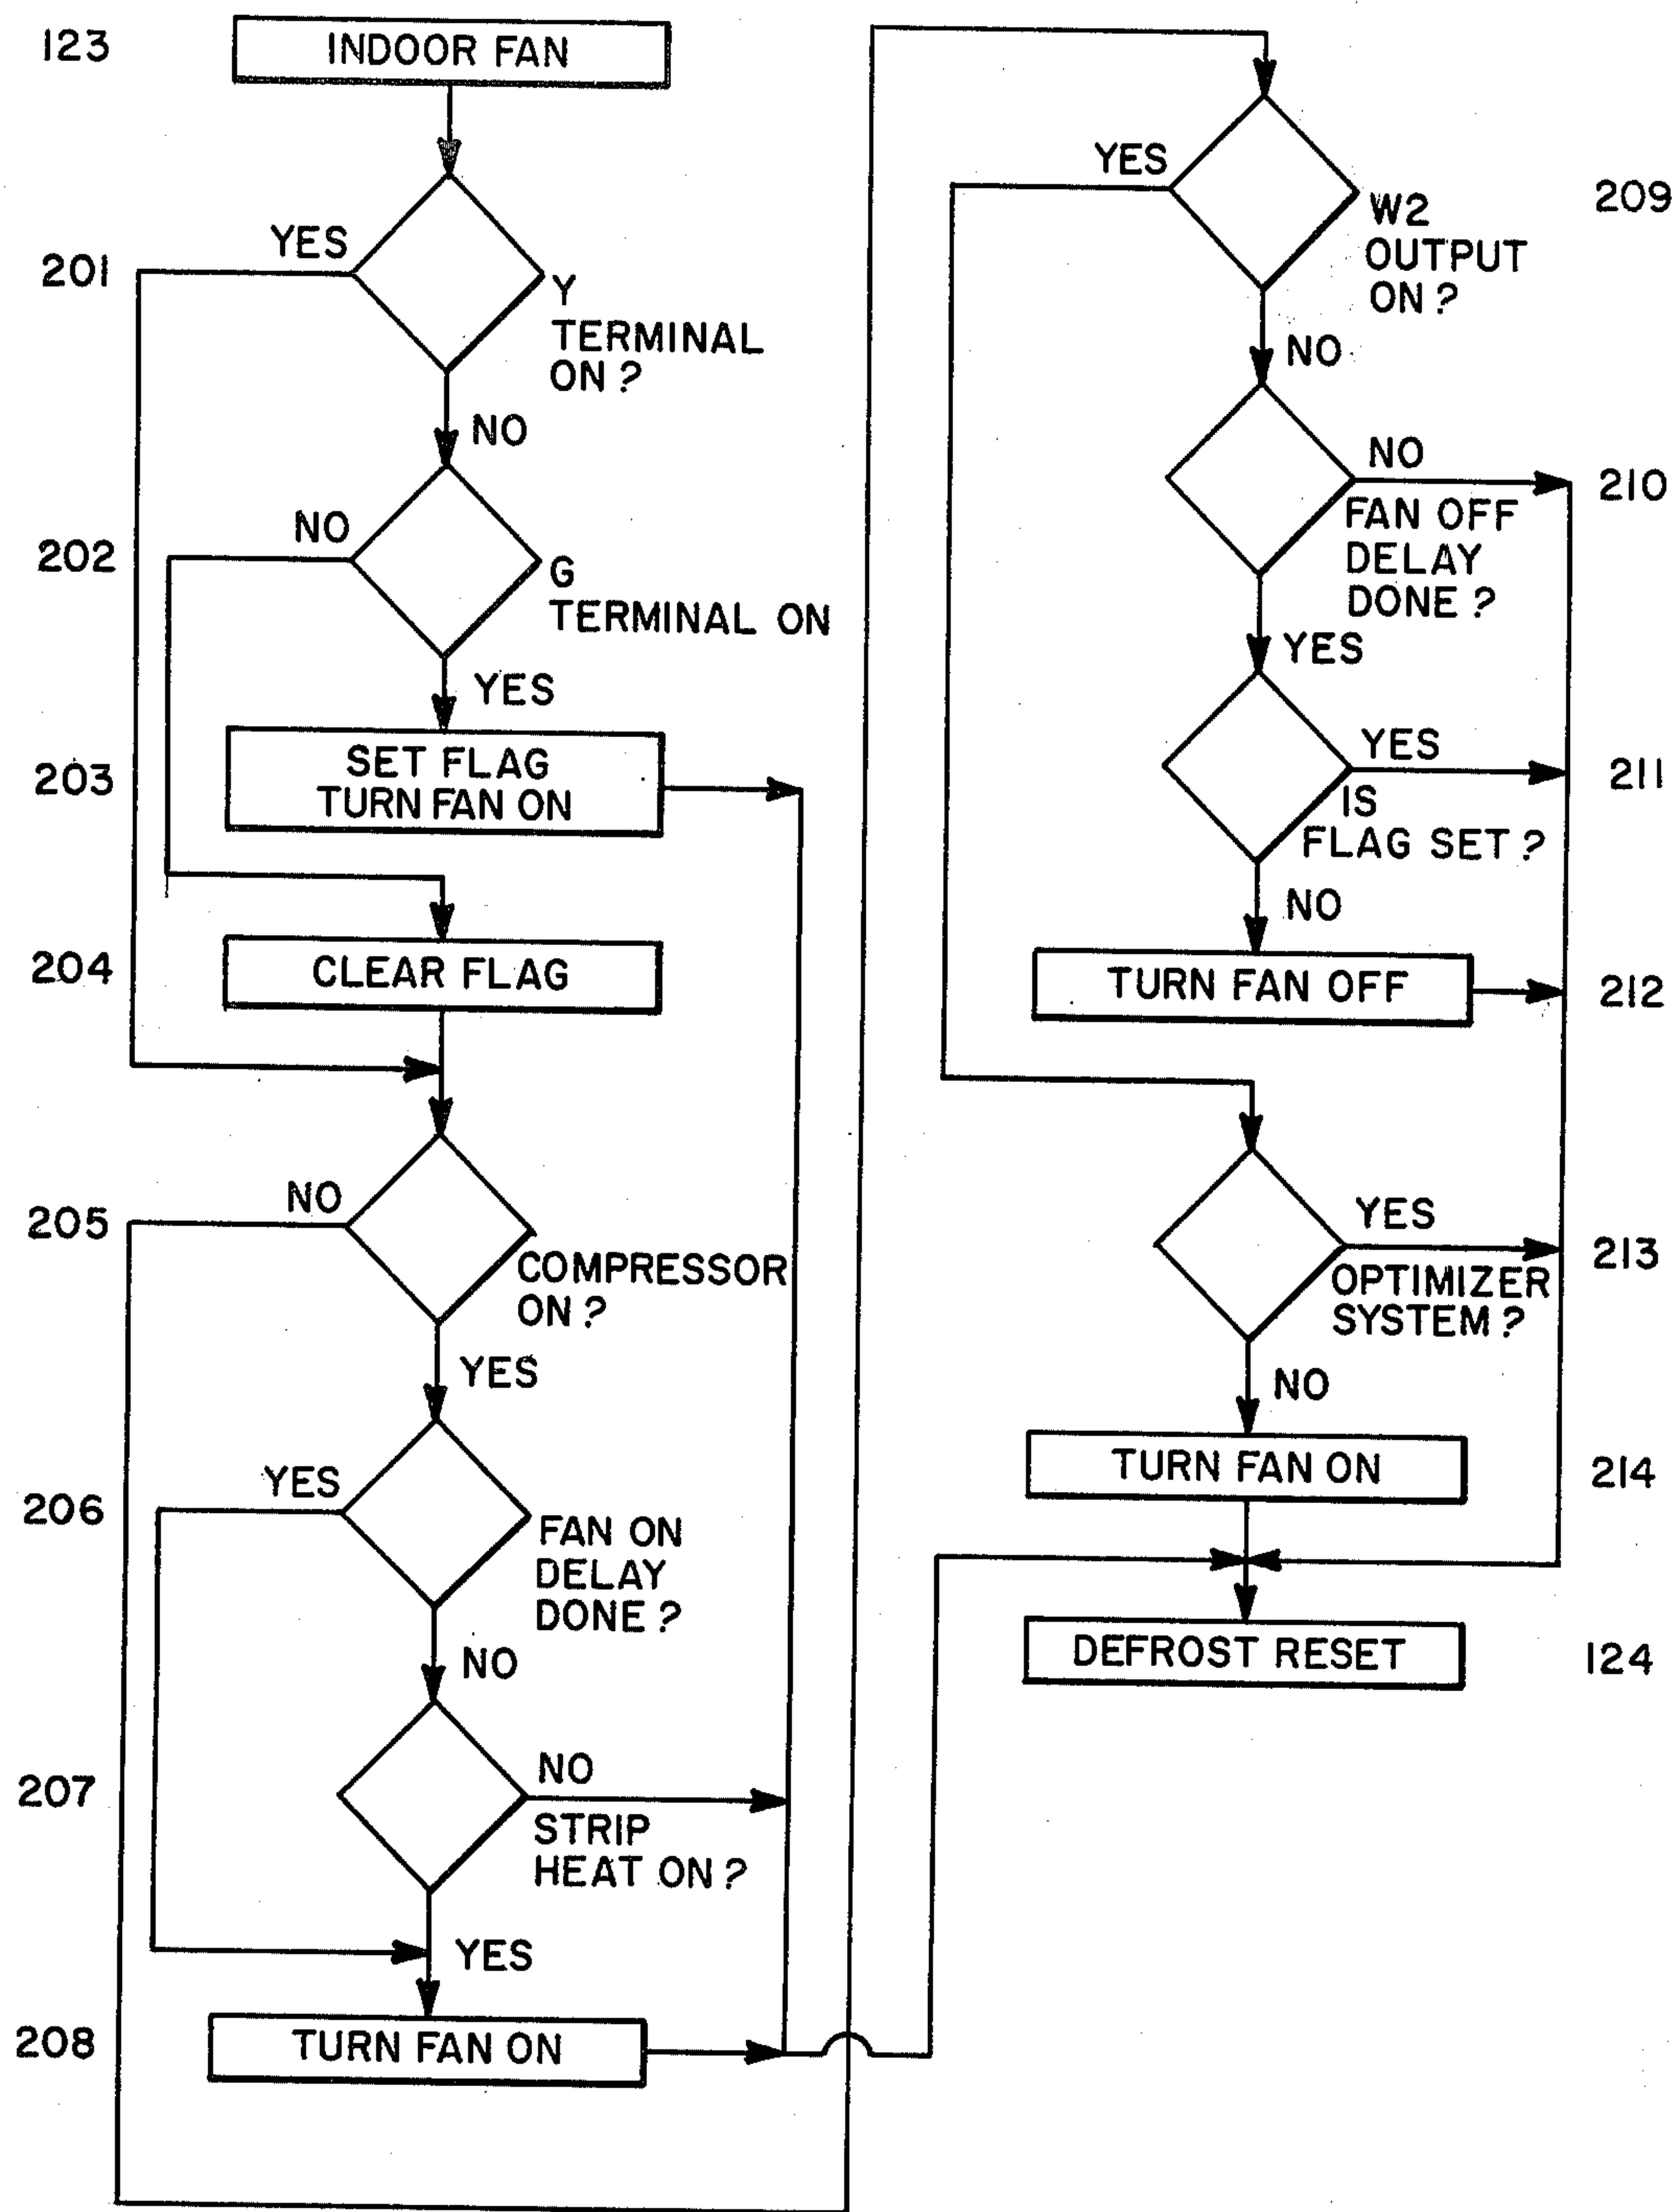 123
INDOOR FAN
YES
201
Y
TERMINAL
ON?
NO
NO
202
G
TERMINAL ON
YES
203
SET FLAG
TURN FAN ON
204
CLEAR FLAG
NO
205
COMPRESSOR
ON?
YES
YES
206
FAN ON
DELAY
DONE?
NO
NO
207
STRIP
HEAT ON?
YES
208
TURN FAN ON
YES
209
W2
OUTPUT
ON?
NO
NO
210
FAN OFF
DELAY
DONE?
YES
YES
211
IS
FLAG SET?
NO
TURN FAN OFF
212
YES
213
OPTIMIZER
SYSTEM?
NO
TURN FAN ON
214
DEFROST RESET
124